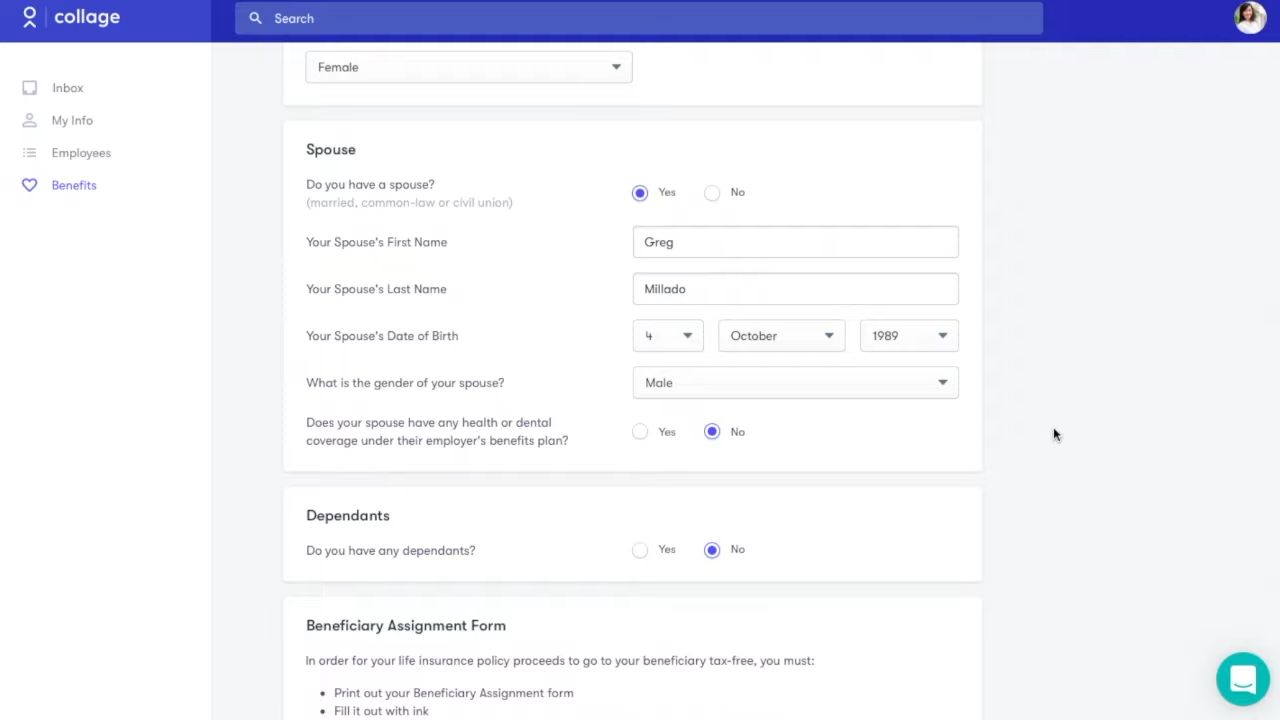 collage
Search
Inbox
My Info
Employees
Benefits
Female
Spouse
Do you have a spouse?
(married, common-law or civil union)
Yes
No
Your Spouse's First Name
Greg
Your Spouse's Last Name
Millado
Your Spouse's Date of Birth
4
October
1989
What is the gender of your spouse?
Male
Does your spouse have any health or dental
coverage under their employer's benefits plan?
Yes
No
Dependants
Do you have any dependants?
Yes
No
Beneficiary Assignment Form
In order for your life insurance policy proceeds to go to your beneficiary tax-free, you must:
• Print out your Beneficiary Assignment form
• Fill it out with ink